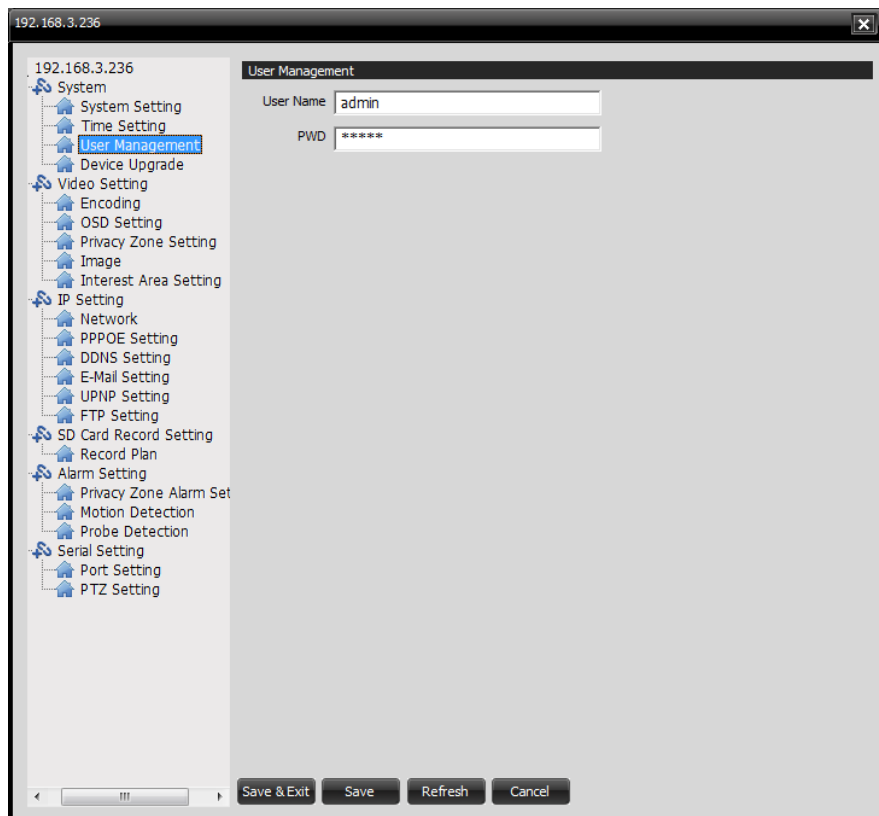 192.168.3.236
192.168.3.236
System
System Setting
Time Setting
User Management
Device Upgrade
Video Setting
Encoding
OSD Setting
Privacy Zone Setting
Image
Interest Area Setting
IP Setting
Network
PPPOE Setting
DDNS Setting
E-Mail Setting
UPNP Setting
FTP Setting
SD Card Record Setting
Record Plan
Alarm Setting
Privacy Zone Alarm Set
Motion Detection
Probe Detection
Serial Setting
Port Setting
PTZ Setting
User Management
User Name admin
PWD *****
Save & Exit Save Refresh Cancel